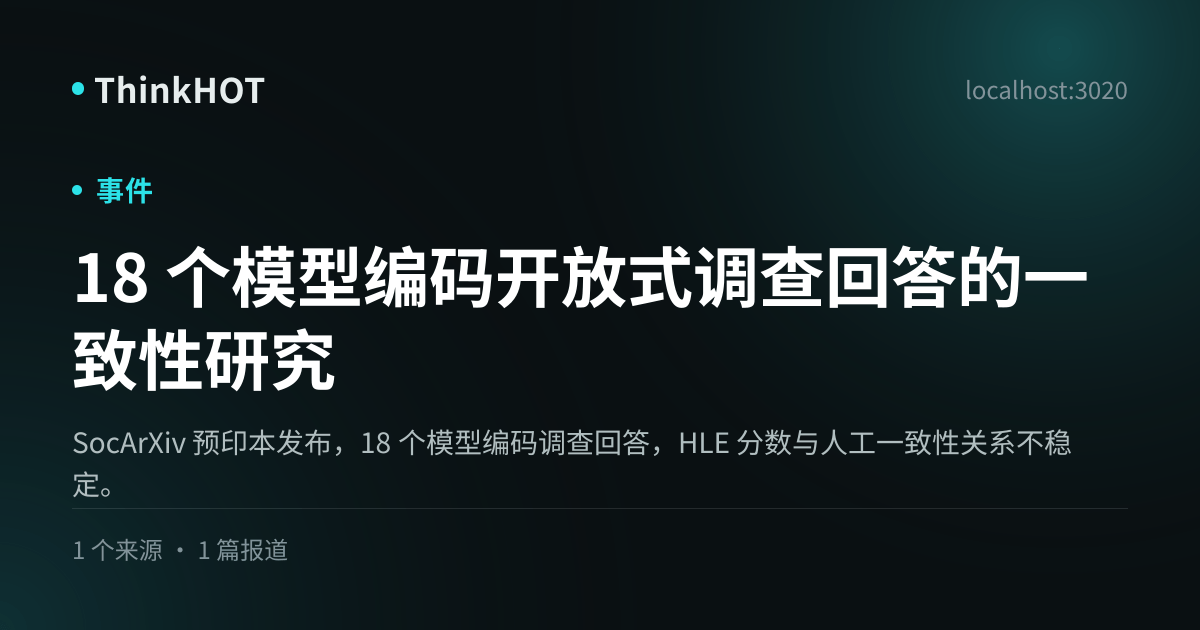 ThinkHOT
localhost:3020
事件
18 个模型编码开放式调查回答的一
致性研究
SocArXiv 预印本发布，18 个模型编码调查回答，HLE 分数与人工一致性关系不稳
定。
1 个来源 · 1 篇报道